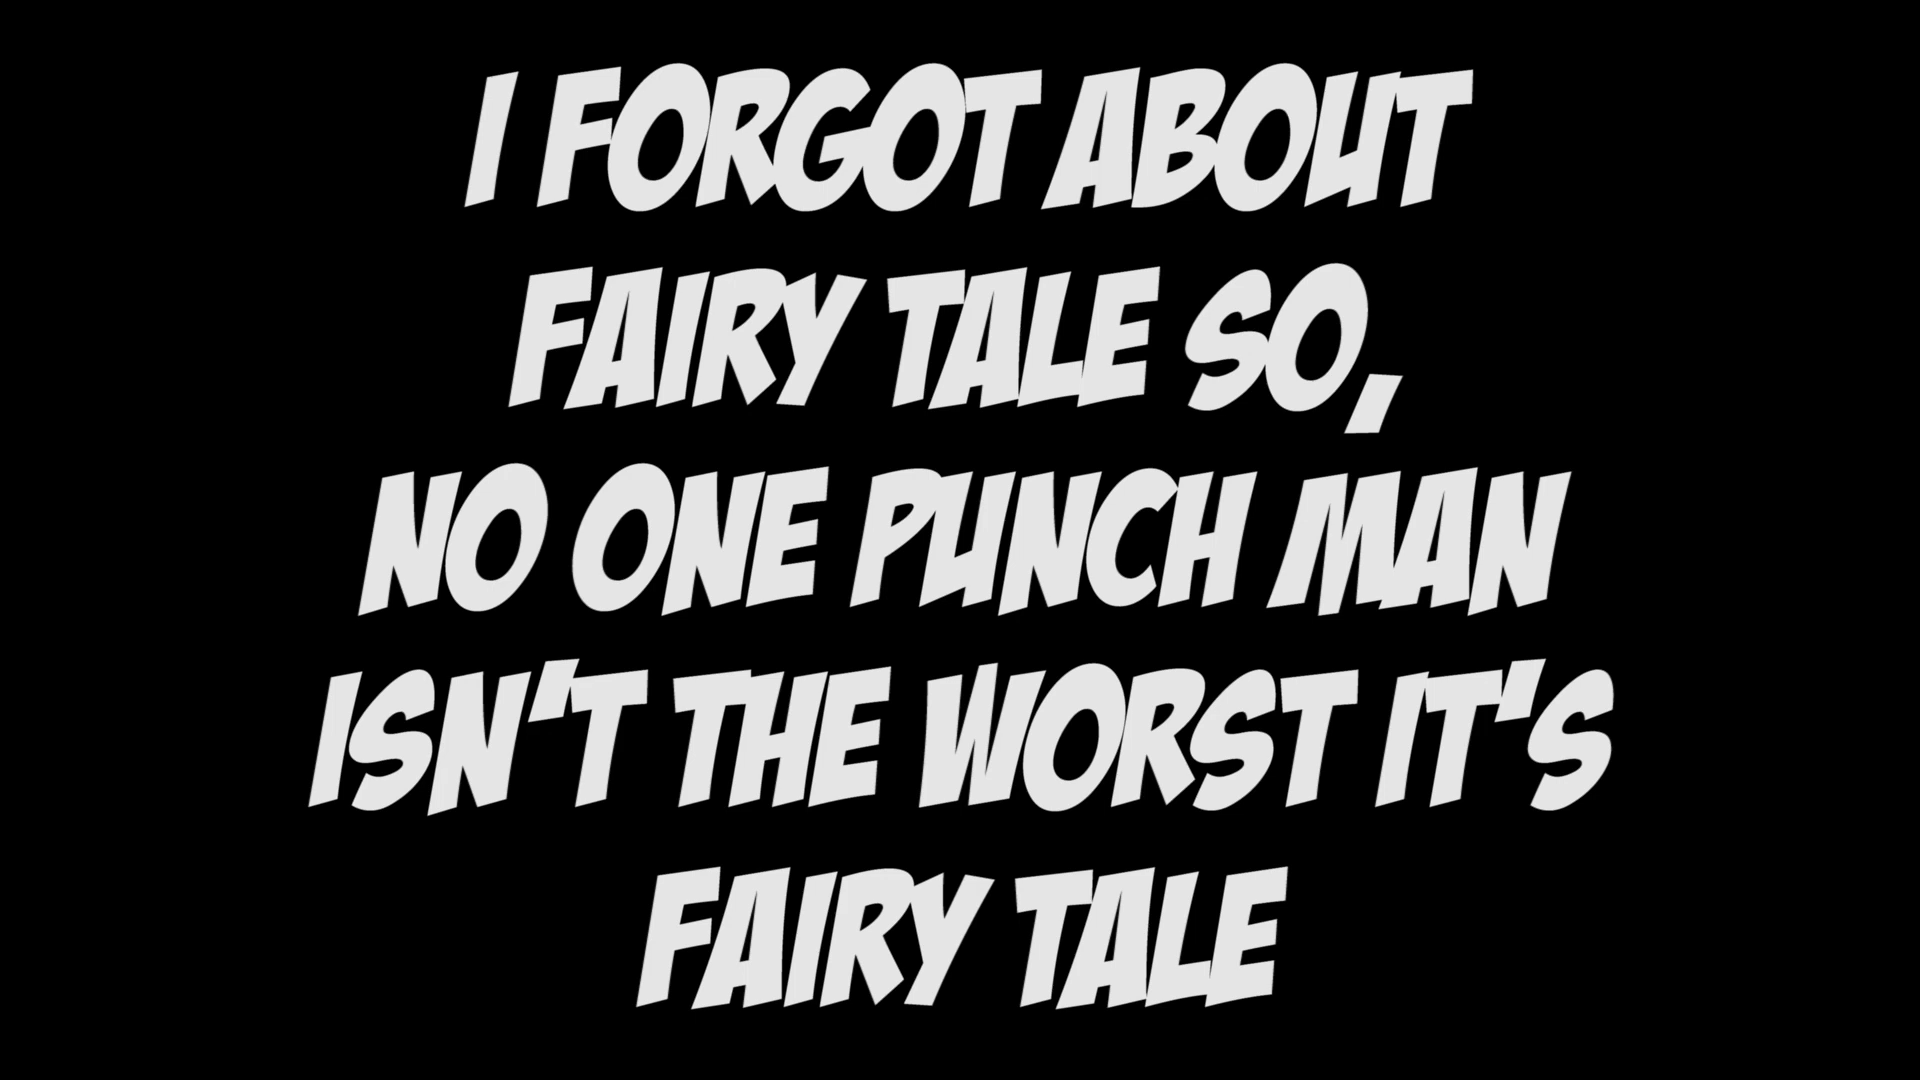 I FORGOT ABOUT
FAIRY TALE SO,
NO ONE PUNCH MAN
ISN'T THE WORST IT'S
FAIRY TALE